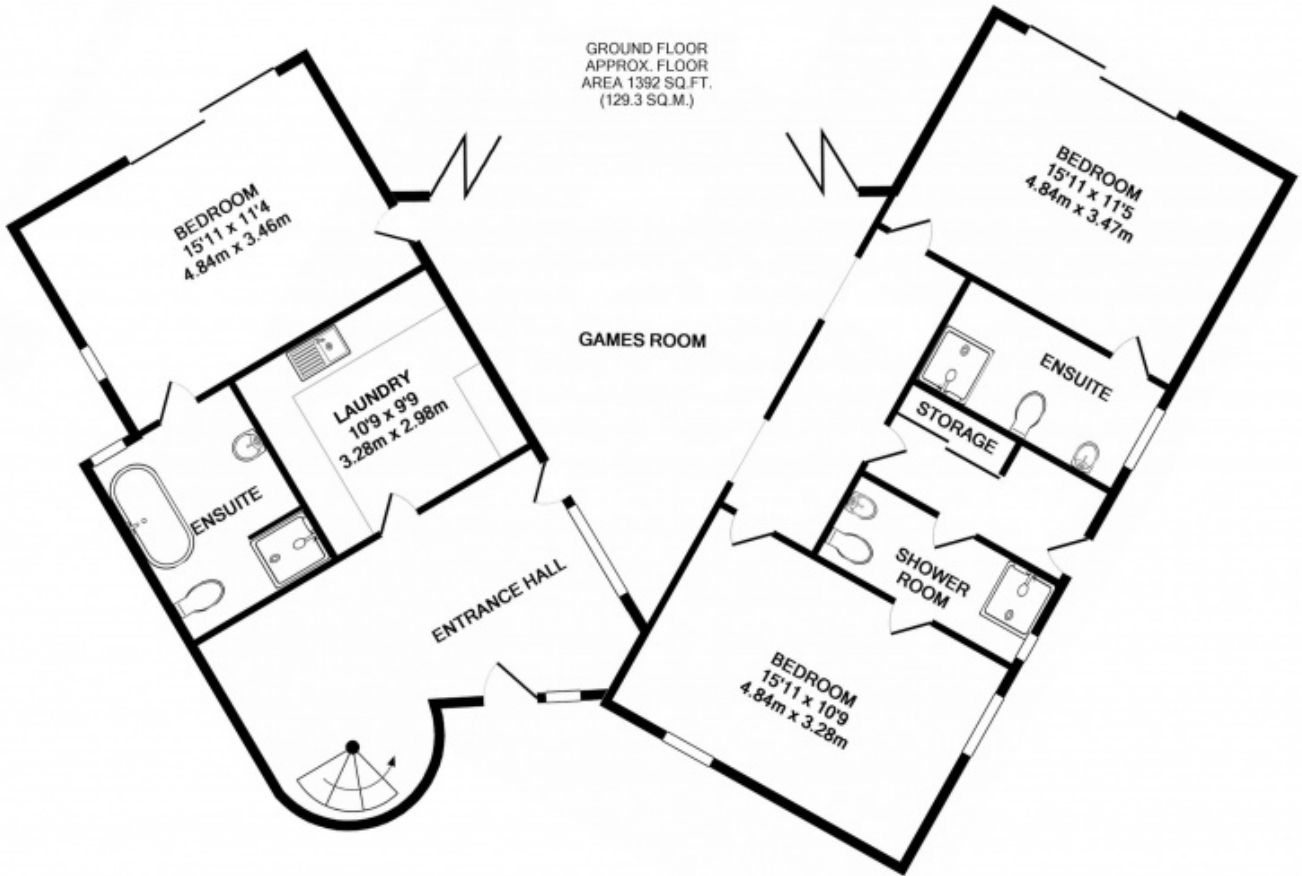 GROUND FLOOR
APPROX. FLOOR
AREA 1392 SQ.FT.
(129.3 SQ.M.)
BEDROOM
15'11 x 11'4
4.84m x 3.46m
BEDROOM
15'11 x 11'5
4.84m x 3.47m
GAMES ROOM
LAUNDRY
10'9 x 9'9
3.28m x 2.98m
ENSUITE
STORAGE
ENSUITE
ENTRANCE HALL
SHOWER
ROOM
BEDROOM
15'11 x 10'9
4.84m x 3.28m